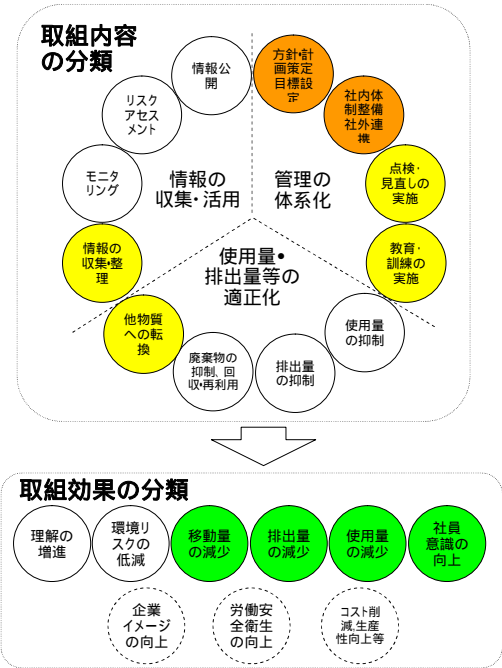 取組内容
の分類
情報公
開
方針・計
画策定
目標設
定
リスク
アセス
メント
社内体
制整備
社外連
携
モニタ
リング
情報の
収集・活用
管理の
体系化
点検・
見直しの
実施
情報の
収集・整
理
使用量・
排出量等の
適正化
教育・
訓練の
実施
他物質
への転
換
使用量
の抑制
廃棄物の
抑制、回
収・再利用
排出量
の抑制
取組効果の分類
理解の
増進
環境リ
スクの
低減
移動量
の減少
排出量
の減少
使用量
の減少
社員
意識の
向上
企業
イメージ
の向上
労働安
全衛生
の向上
コスト削
減,生産
性向上等